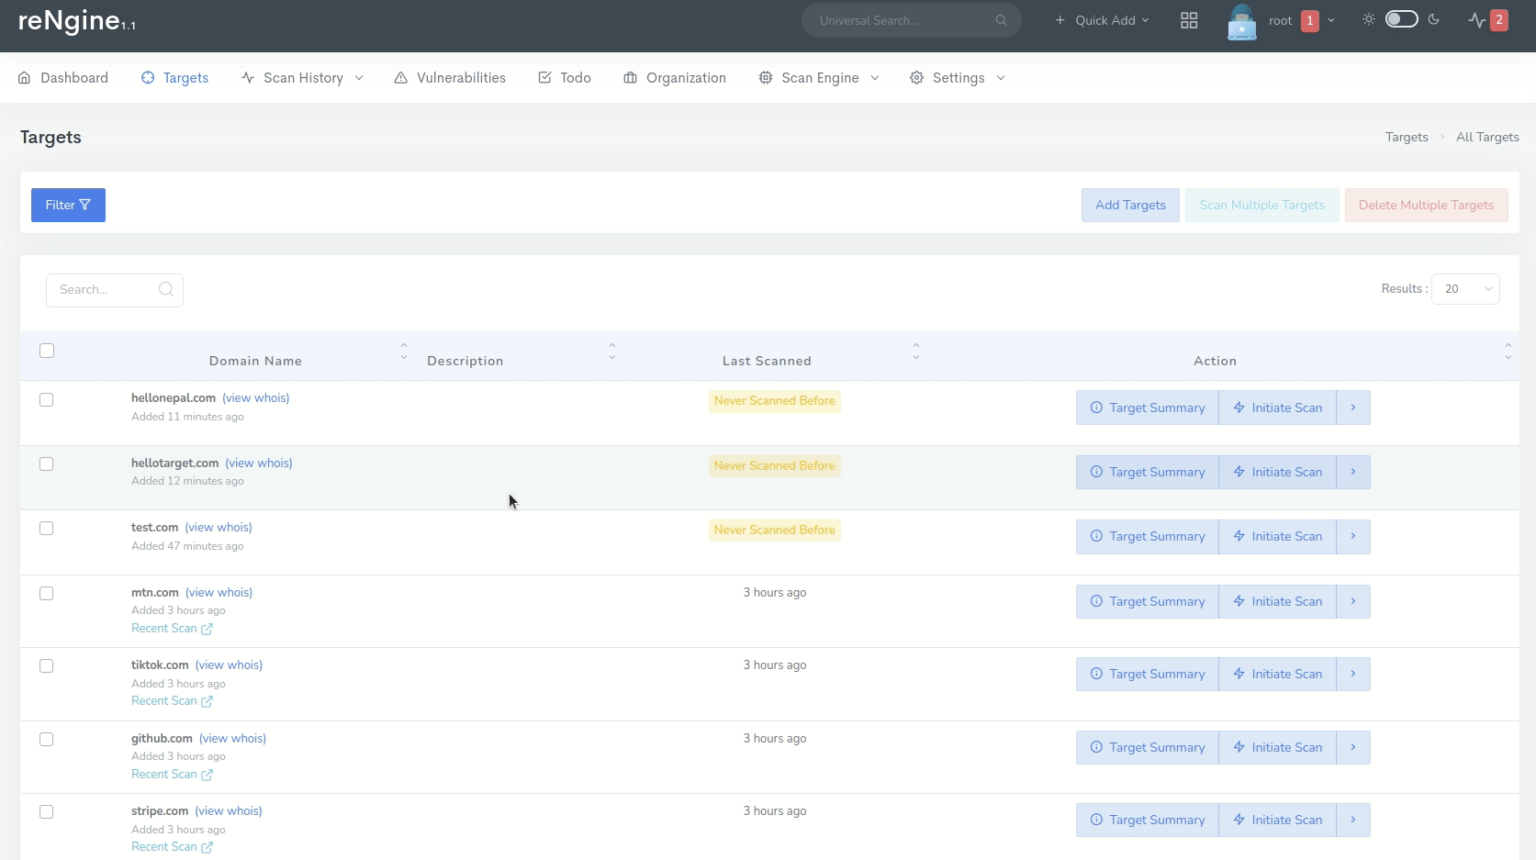 reNgine1.1
Universal Search...
Quick Add
root 1
2
Dashboard
Targets
Scan History
Vulnerabilities
Todo
Organization
Scan Engine
Settings
Targets
Targets
All Targets
Filter
Add Targets
Scan Multiple Targets
Delete Multiple Targets
Search...
Results : 20
Domain Name Description Last Scanned Action
hellonepal.com (view whois) Never Scanned Before Target Summary Initiate Scan
Added 11 minutes ago
hellotarget.com (view whois) Never Scanned Before Target Summary Initiate Scan
Added 12 minutes ago
test.com (view whois) Never Scanned Before Target Summary Initiate Scan
Added 47 minutes ago
mtn.com (view whois) 3 hours ago Target Summary Initiate Scan
Added 3 hours ago
Recent Scan
tiktok.com (view whois) 3 hours ago Target Summary Initiate Scan
Added 3 hours ago
Recent Scan
github.com (view whois) 3 hours ago Target Summary Initiate Scan
Added 3 hours ago
Recent Scan
stripe.com (view whois) 3 hours ago Target Summary Initiate Scan
Added 3 hours ago
Recent Scan